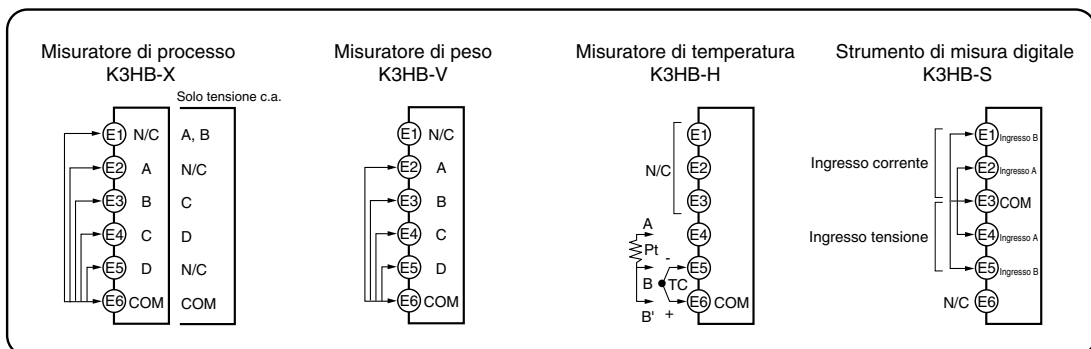 Misuratore di processo
K3HB-X
Solo tensione c.a.
E1 N/C A, B
E2 A N/C
E3 B C
E4 C D
E5 D N/C
E6 COM COM
Misuratore di peso
K3HB-V
E1 N/C
E2 A
E3 B
E4 C
E5 D
E6 COM
Misuratore di temperatura
K3HB-H
E1
N/C E2
E3
A E4
Pt
- E5
B TC
E6 COM
B' +
Strumento di misura digitale
K3HB-S
E1 Ingresso B
Ingresso corrente
E2 Ingresso A
E3 COM
Ingresso tensione
E4 Ingresso A
E5 Ingresso B
N/C E6